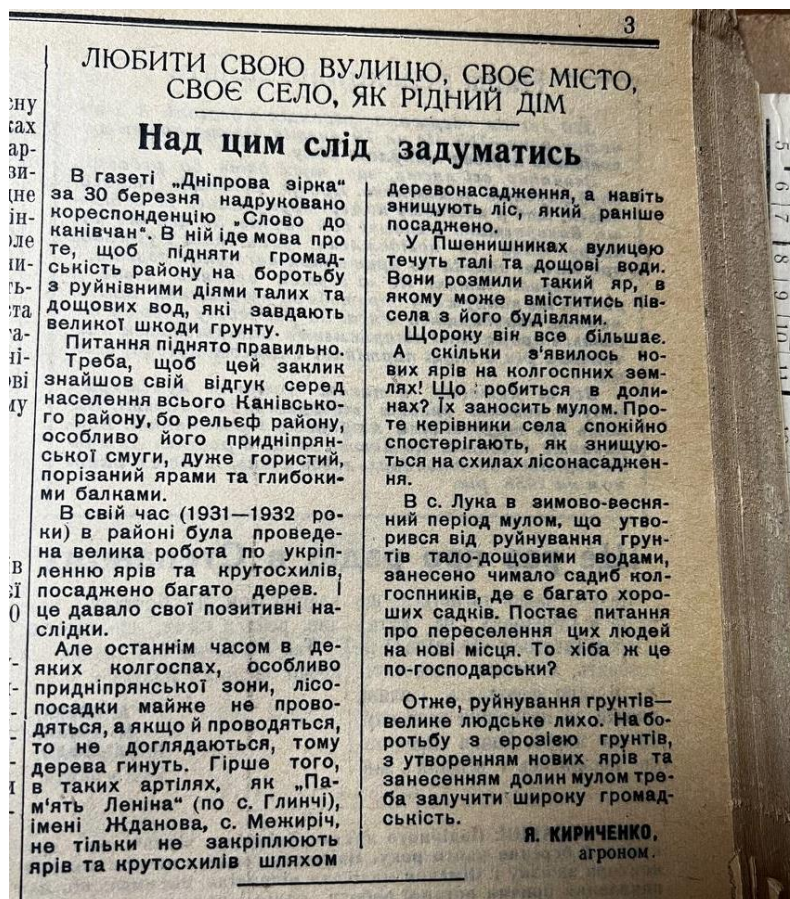 3
ЛЮБИТИ СВОЮ ВУЛИЦЮ, СВОЄ МІСТО,
СВОЄ СЕЛО, ЯК РІДНИЙ ДІМ
Над цим слід задуматись
В газеті „Дніпрова зірка“
за 30 березня надруковано
кореспонденцію „Слово до
канівчан“. В ній іде мова про
те, щоб підняти громад-
ськість району на боротьбу
з руйнівними діями талих та
дощових вод, які завдають
великої шкоди грунту.
Питання піднято правильно.
Треба, щоб цей заклик
знайшов свій відгук серед
населення всього Канівсько-
го району, бо рельєф району,
особливо його придніпрян-
ської смуги, дуже гористий,
порізаний ярами та глибоки-
ми балками.
В свій час (1931—1932 ро-
ки) в районі була проведе-
на велика робота по укріп-
ленню ярів та крутосхилів,
посаджено багато дерев. І
це давало свої позитивні на-
слідки.
Але останнім часом в де-
яких колгоспах, особливо
придніпрянської зони, лісо-
посадки майже не прово-
дяться, а якщо й проводяться,
то не доглядаються, тому
дерева гинуть. Гірше того,
в таких артілях, як „Па-
м'ять Леніна“ (по с. Глинчі),
імені Жданова, с. Межиріч,
не тільки не закріплюють
ярів та крутосхилів шляхом
деревонасадження, а навіть
знищують ліс, який раніше
посаджено.
У Пшенишниках вулицею
течуть талі та дощові води.
Вони розмили такий яр, в
якому може вміститись пів-
села з його будівлями.
Щороку він все більшає.
А скільки з'явилось но-
вих ярів на колгоспних зем-
лях! Що робиться в доли-
нах? Їх заносить мулом. Про-
те керівники села спокійно
спостерігають, як знищую-
ться на схилах лісонасаджен-
ня.
В с. Лука в зимово-весня-
ний період мулом, що утво-
рився від руйнування грун-
тів тало-дощовими водами,
занесено чимало садиб кол-
госпників, де є багато хоро-
ших садків. Постає питання
про переселення цих людей
на нові місця. То хіба ж це
по-господарськи?
Отже, руйнування грунтів—
велике людське лихо. На бо-
ротьбу з ерозією грунтів,
з утворенням нових ярів та
занесенням долин мулом тре-
ба залучити широку громад-
ськість.
Я. КИРИЧЕНКО,
агроном.
5
6
7
8
9
10
11